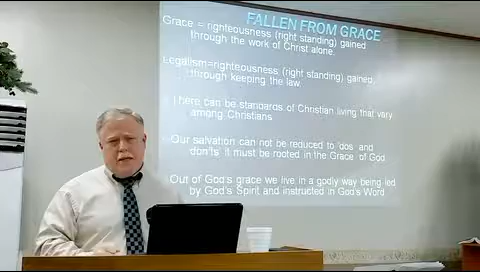 FALLEN FROM GRACE
Grace = righteousness (right standing) gained
through the work of Christ alone.
Legalism=righteousness (right standing) gained
through keeping the law
There can be standards of Christian living that vary
among Christians
Our salvation can not be reduced to 'dos' and
don'ts it must be rooted in the Grace of God
Out of God's grace we live in a godly way being led
by God's Spirit and instructed in God's Word